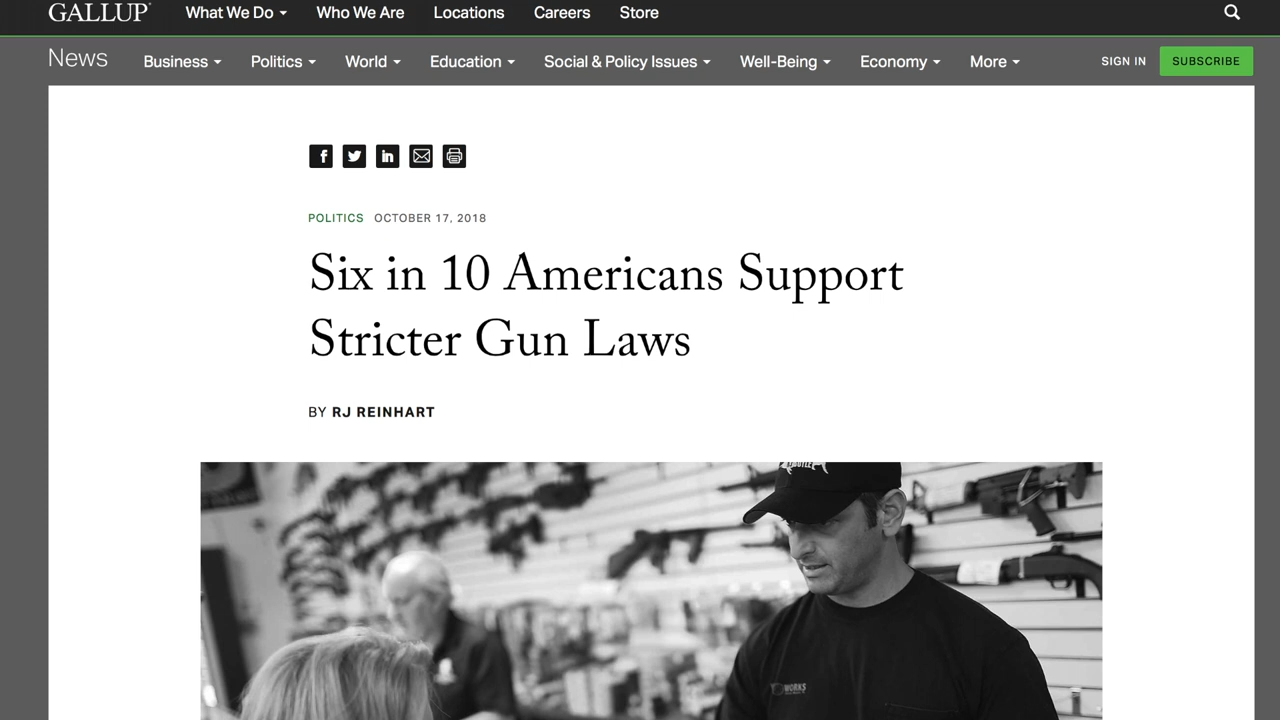 GALLUP®
What We Do Who We Are Locations Careers Store
News Business Politics World Education Social & Policy Issues Well-Being Economy More SIGN IN SUBSCRIBE
POLITICS OCTOBER 17, 2018
Six in 10 Americans Support
Stricter Gun Laws
BY RJ REINHART
WORKS